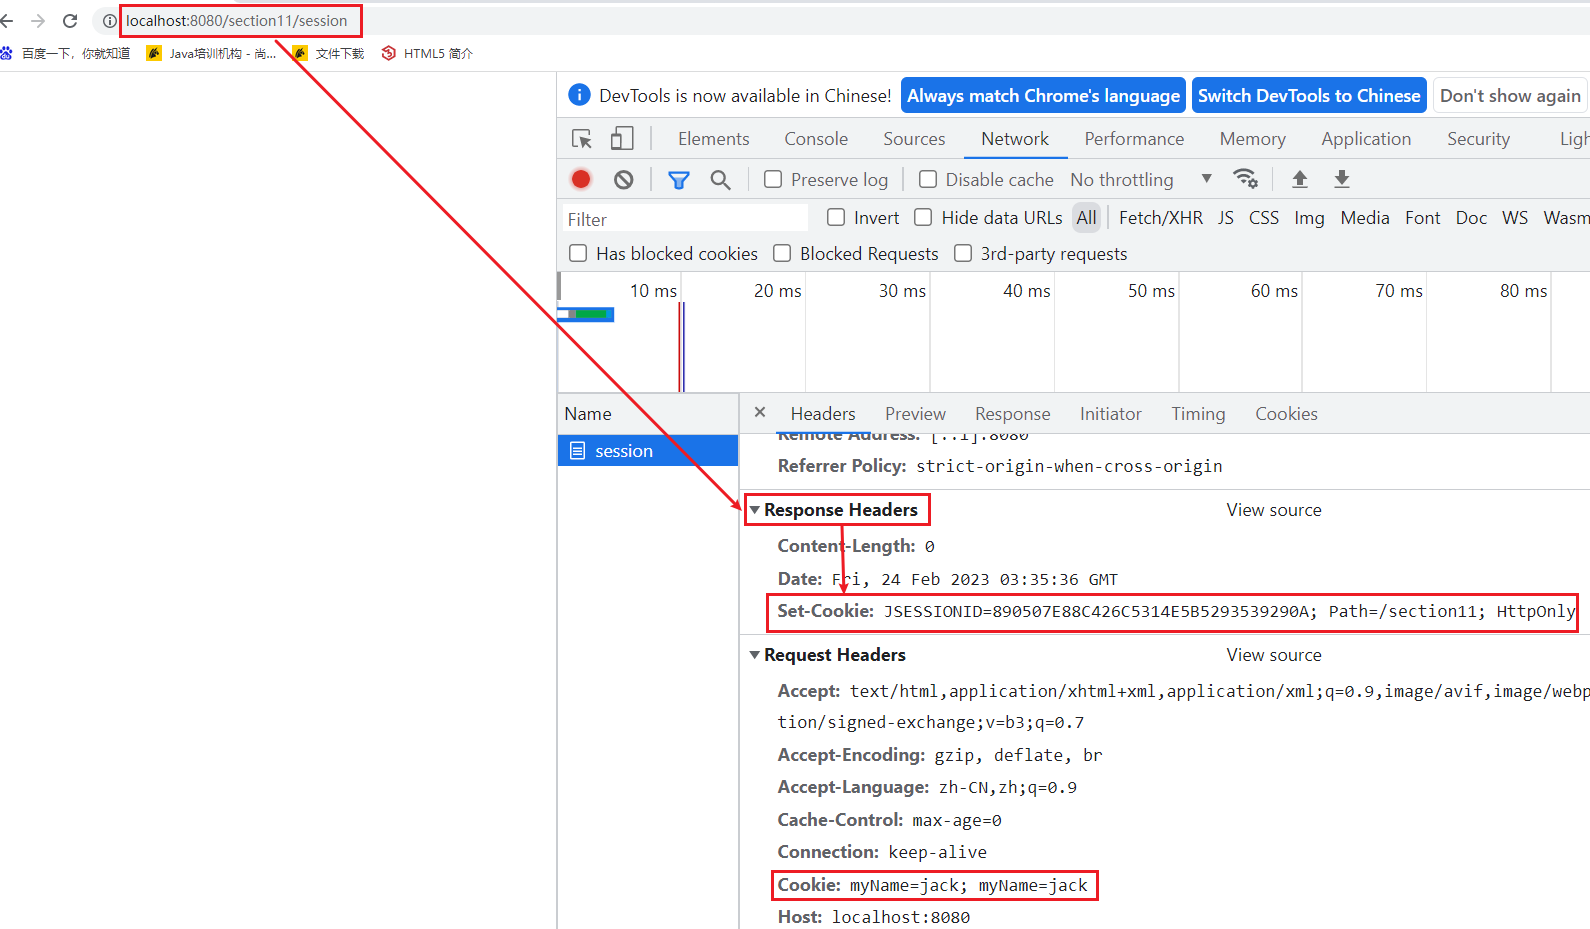 localhost:8080/section11/session
百度一下，你就知道 Java培训机构 - 尚... 文件下载 HTML5 简介
DevTools is now available in Chinese! Always match Chrome's language Switch DevTools to Chinese Don't show again
Elements Console Sources Network Performance Memory Application Security Ligh
Preserve log Disable cache No throttling
Filter Invert Hide data URLs All Fetch/XHR JS CSS Img Media Font Doc WS Wasm
Has blocked cookies Blocked Requests 3rd-party requests
10 ms 20 ms 30 ms 40 ms 50 ms 60 ms 70 ms 80 ms
Name Headers Preview Response Initiator Timing Cookies
session
Remote Address: [::1]:8080
Referrer Policy: strict-origin-when-cross-origin
Response Headers View source
Content-Length: 0
Date: Fri, 24 Feb 2023 03:35:36 GMT
Set-Cookie: JSESSIONID=890507E88C426C5314E5B5293539290A; Path=/section11; HttpOnly
Request Headers View source
Accept: text/html,application/xhtml+xml,application/xml;q=0.9,image/avif,image/webp
tion/signed-exchange;v=b3;q=0.7
Accept-Encoding: gzip, deflate, br
Accept-Language: zh-CN,zh;q=0.9
Cache-Control: max-age=0
Connection: keep-alive
Cookie: myName=jack; myName=jack
Host: localhost:8080